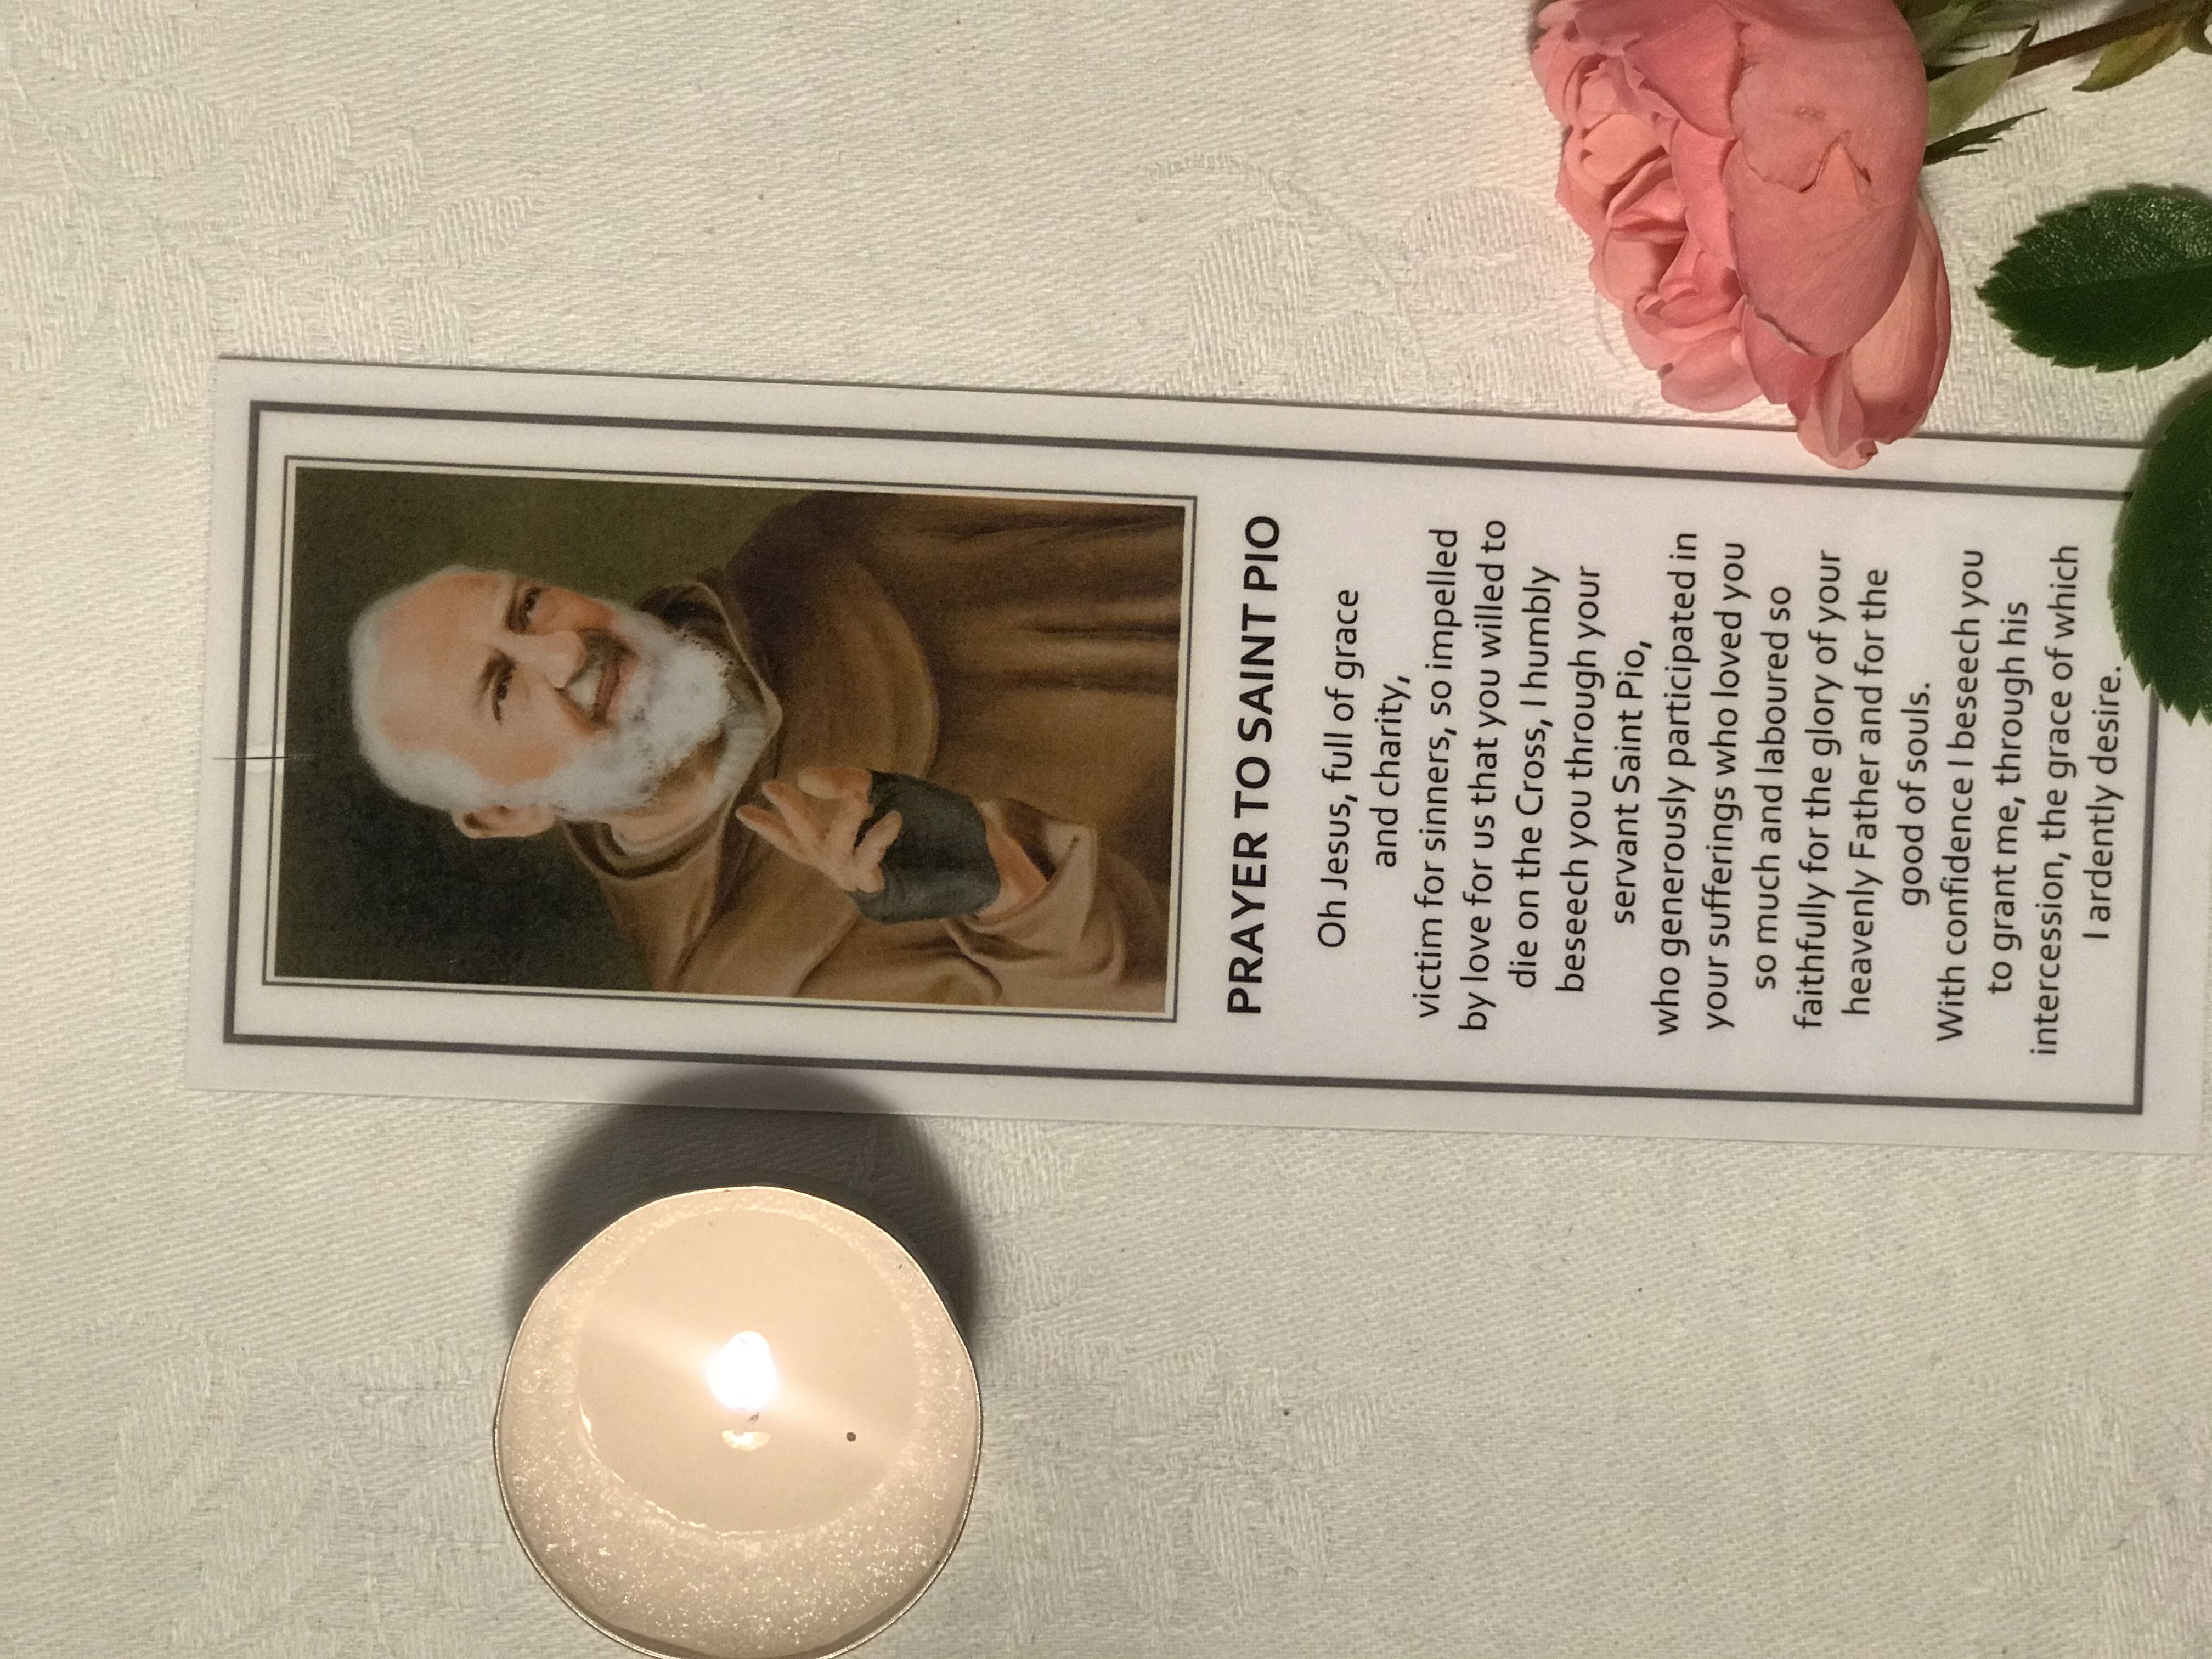 PRAYER TO SAINT PIO
Oh Jesus, full of grace
and charity,
victim for sinners, so impelled
by love for us that you willed to
die on the Cross, I humbly
beseech you through your
servant Saint Pio,
who generously participated in
your sufferings who loved you
so much and laboured so
faithfully for the glory of your
heavenly Father and for the
good of souls.
With confidence I beseech you
to grant me, through his
intercession, the grace of which
I ardently desire.